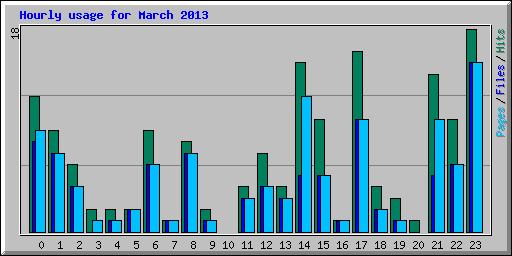 Hourly usage for March 2013
18
Pages / Files / Hits
0 1 2 3 4 5 6 7 8 9 10 11 12 13 14 15 16 17 18 19 20 21 22 23